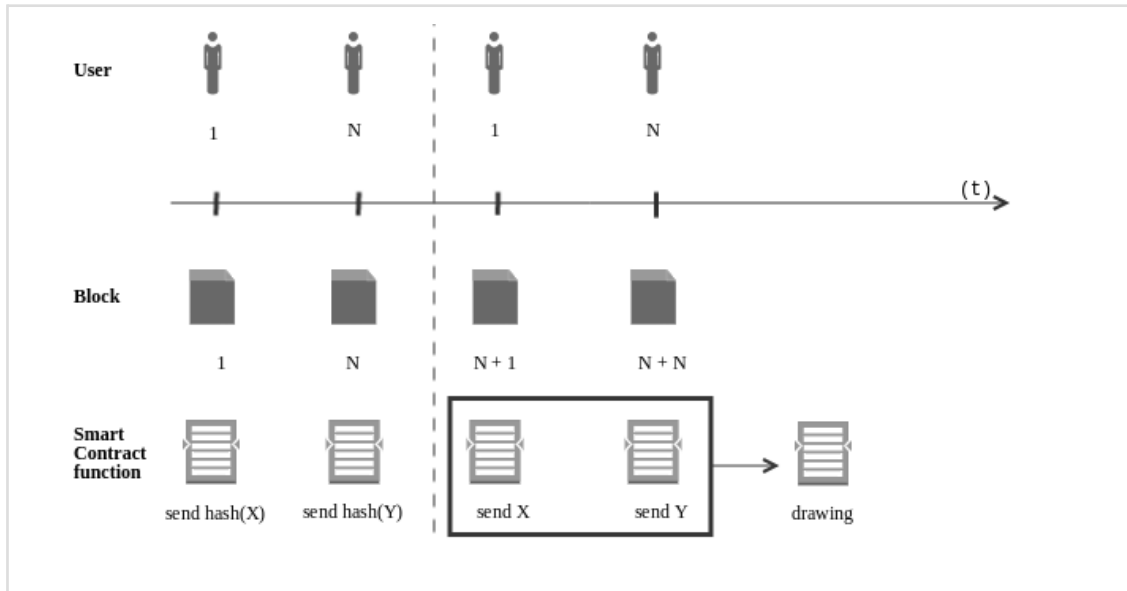 User
1
N
1
N
(t)
Block
1
N
N + 1
N + N
Smart
Contract
function
send hash(X)
send hash(Y)
send X
send Y
drawing